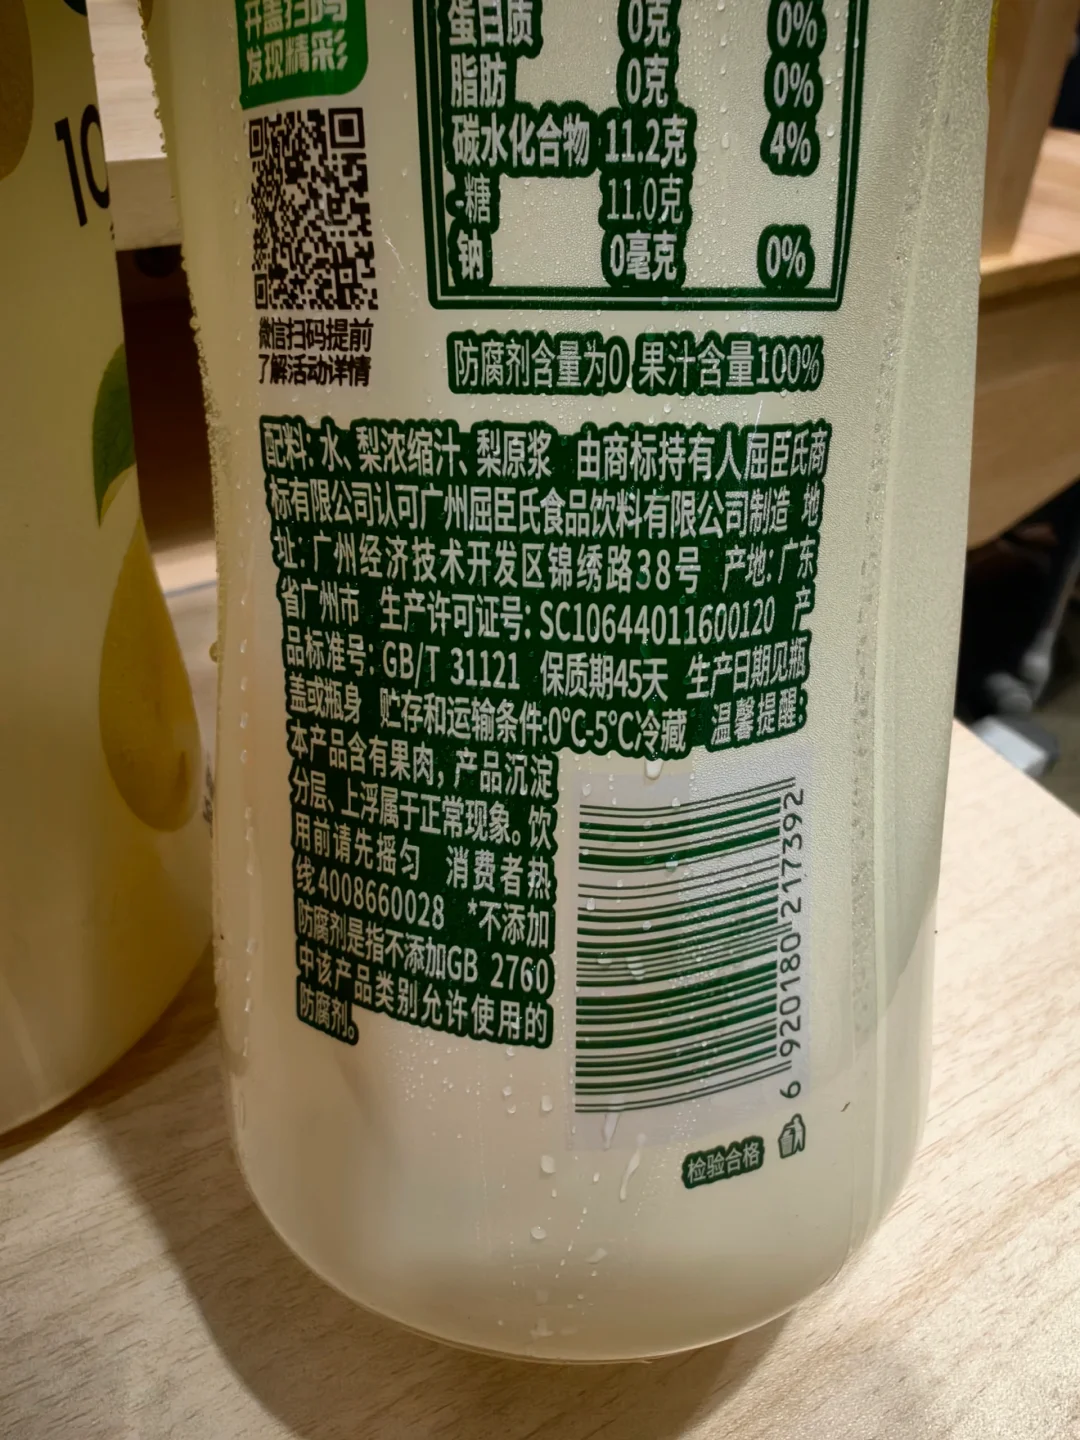 开盖扫码
发现精彩
10
微信扫码提前
了解活动详情
蛋白质 0克 0%
脂肪 0克 0%
碳水化合物 11.2克 4%
-糖 11.0克
钠 0毫克 0%
防腐剂含量为0, 果汁含量100%
配料: 水、梨浓缩汁、梨原浆 由商标持有人屈臣氏商
标有限公司认可广州屈臣氏食品饮料有限公司制造 地
址: 广州经济技术开发区锦绣路38号 产地: 广东
省广州市 生产许可证号: SC10644011600120 产
品标准号: GB/T 31121 保质期45天 生产日期见瓶
盖或瓶身 贮存和运输条件:0℃-5℃冷藏 温馨提醒:
本产品含有果肉, 产品沉淀
分层、上浮属于正常现象。饮
用前请先摇匀 消费者热
线4008660028 *不添加
防腐剂是指不添加GB 2760
中该产品类别允许使用的
防腐剂。
6 920180 217392
检验合格